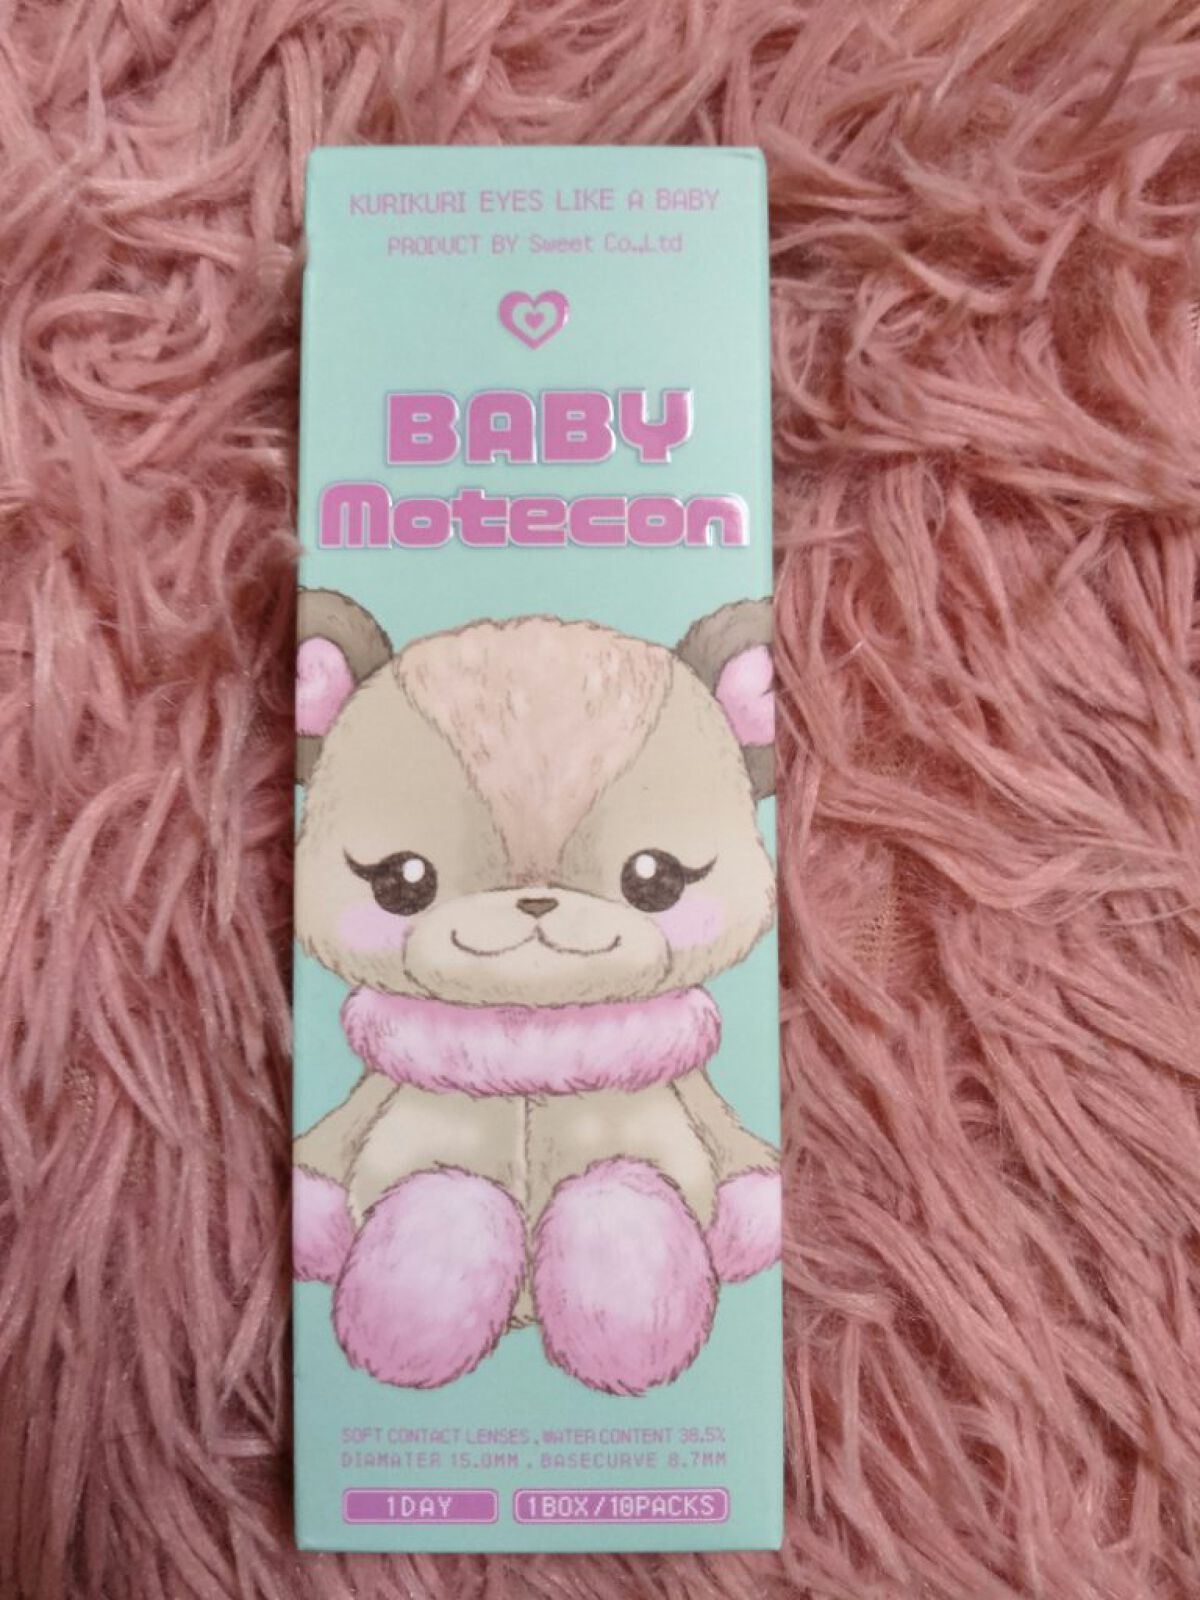 KURIKURI EYES LIKE A BABY
PRODUCT BY Sweet Co.,Ltd
BABY
Motecon
SOFT CONTACT LENSES . WATER CONTENT 38.5%
DIAMATER 15.0MM . BASECURVE 8.7MM
1DAY
1BOX/10PACKS